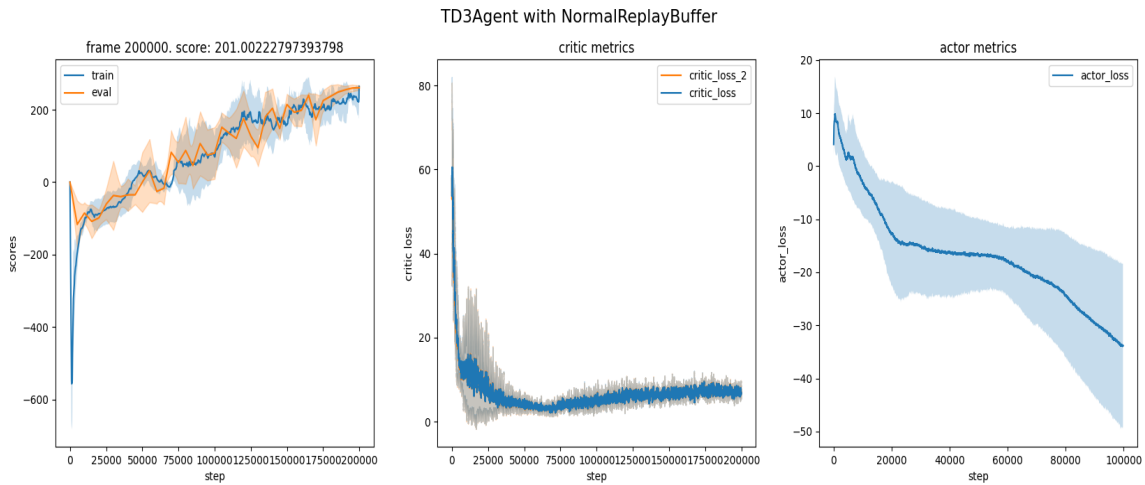 TD3Agent with NormalReplayBuffer
frame 200000. score: 201.00222797393798
train
eval
200
0
−200
−400
−600
scores
0 25000 50000 75000 100000 125000 150000 175000 200000
step
critic metrics
critic_loss_2
critic_loss
80
60
40
20
0
critic loss
0 25000 50000 75000 100000 125000 150000 175000 200000
step
actor metrics
actor_loss
20
10
0
−10
−20
−30
−40
−50
actor_loss
0 20000 40000 60000 80000 100000
step